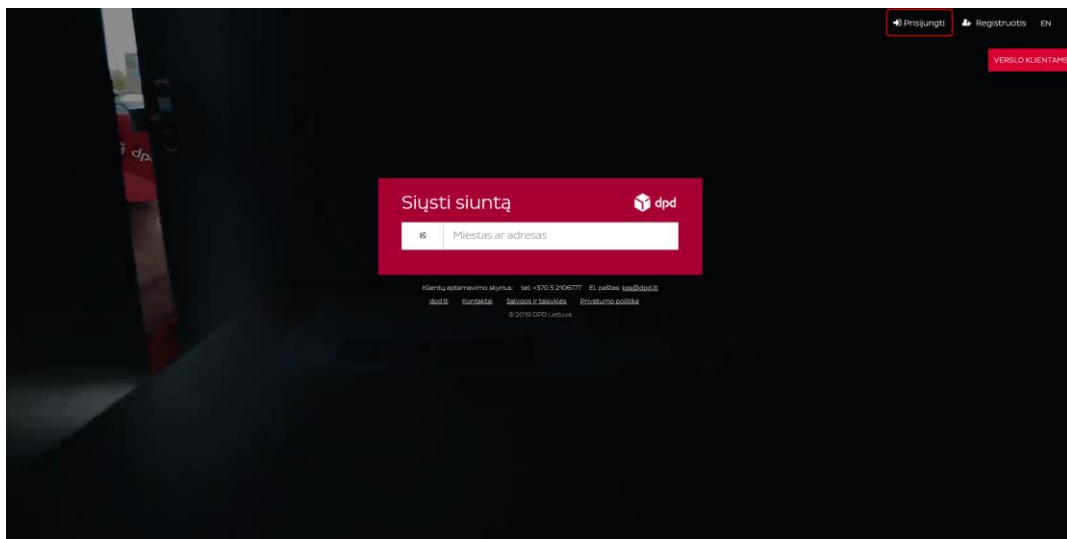 Prisijungti Registruotis EN
VERSLO KLIENTAMS
dpd
Siųsti siuntą dpd
IŠ Miestas ar adresas
Klientų aptarnavimo skyrius: tel: +370 5 2106777 El. paštas: kas@dpd.lt
dpd.lt Kontaktai Sąlygos ir taisyklės Privatumo politika
© 2019 DPD Lietuva